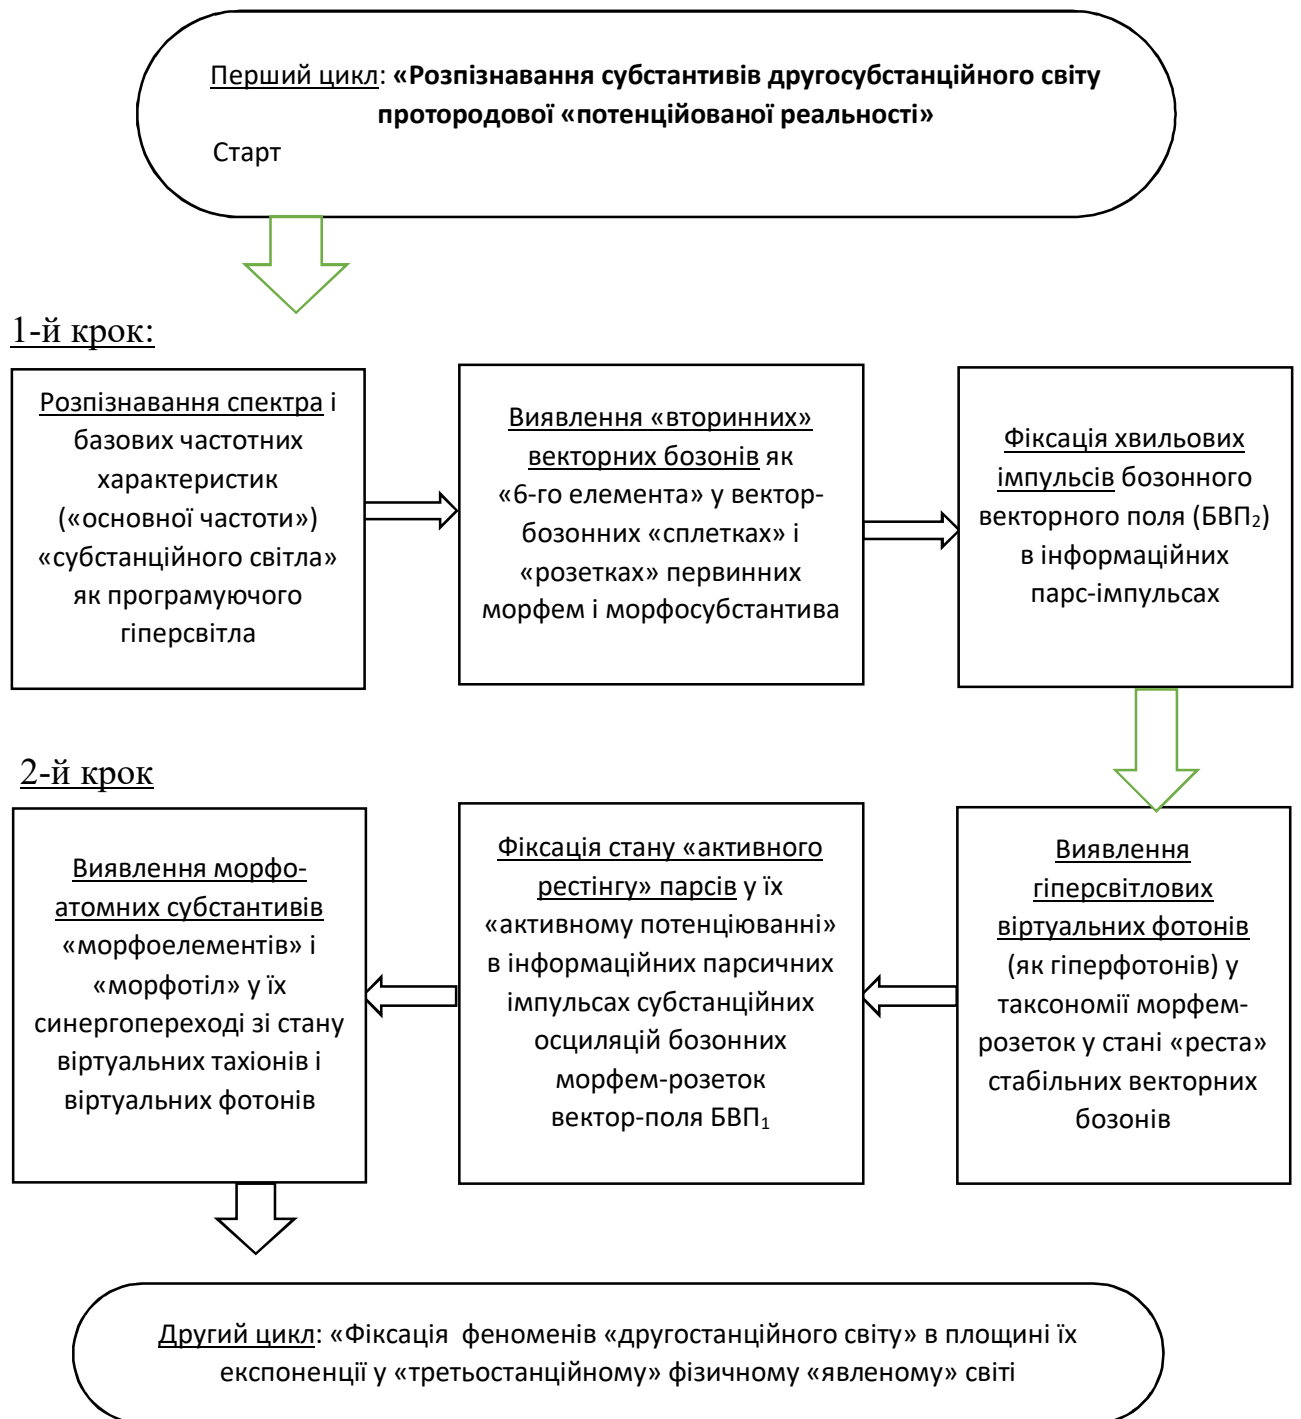 Перший цикл: «Розпізнавання субстантивів другосубстанційного світу
протородової «потенційованої реальності»
Старт
1-й крок:
Розпізнавання спектра і
базових частотних
характеристик
(«основної частоти»)
«субстанційного світла»
як програмуючого
гіперсвітла
Виявлення «вторинних»
векторних бозонів як
«6-го елемента» у вектор-
бозонних «сплетках» і
«розетках» первинних
морфем і морфосубстантива
Фіксація хвильових
імпульсів бозонного
векторного поля (БВП₂)
в інформаційних
парс-імпульсах
2-й крок
Виявлення морфо-
атомних субстантивів
«морфоелементів» і
«морфотіл» у їх
синергопереході зі стану
віртуальних тахіонів і
віртуальних фотонів
Фіксація стану «активного
рестінгу» парсів у їх
«активному потенціюванні»
в інформаційних парсичних
імпульсах субстанційних
осциляцій бозонних
морфем-розеток
вектор-поля БВП₁
Виявлення
гіперсвітлових
віртуальних фотонів
(як гіперфотонів) у
таксономії морфем-
розеток у стані «реста»
стабільних векторних
бозонів
Другий цикл: «Фіксація феноменів «другостанційного світу» в площині їх
експоненції у «третьостанційному» фізичному «явленому» світі